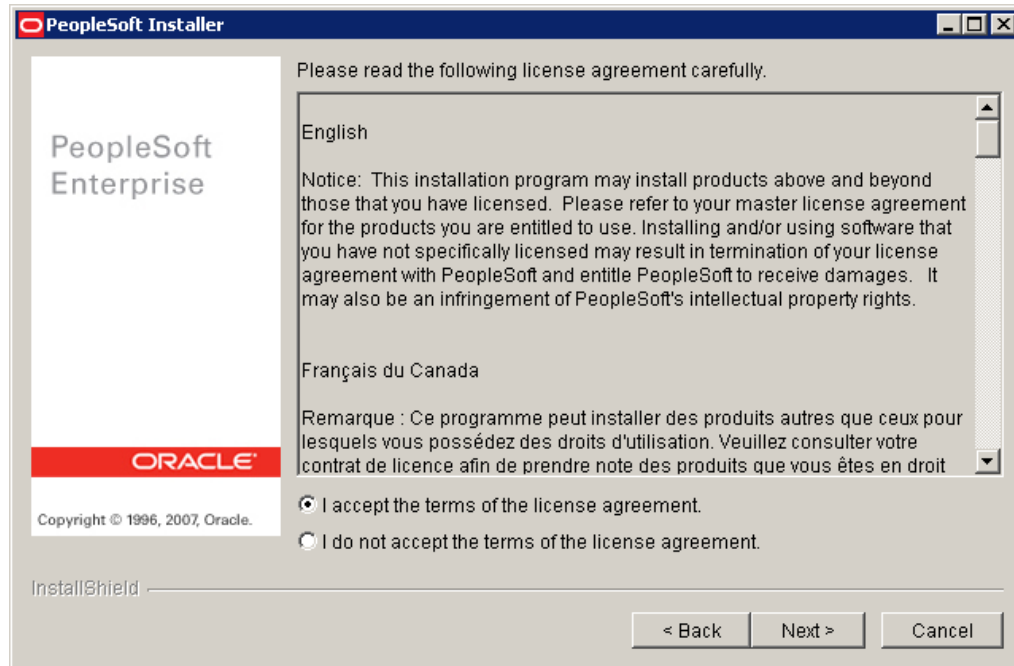 PeopleSoft Installer
PeopleSoft
Enterprise
ORACLE
Copyright © 1996, 2007, Oracle.
Please read the following license agreement carefully.
English
Notice: This installation program may install products above and beyond
those that you have licensed. Please refer to your master license agreement
for the products you are entitled to use. Installing and/or using software that
you have not specifically licensed may result in termination of your license
agreement with PeopleSoft and entitle PeopleSoft to receive damages. It
may also be an infringement of PeopleSoft's intellectual property rights.
Français du Canada
Remarque : Ce programme peut installer des produits autres que ceux pour
lesquels vous possédez des droits d'utilisation. Veuillez consulter votre
contrat de licence afin de prendre note des produits que vous êtes en droit
I accept the terms of the license agreement.
I do not accept the terms of the license agreement.
InstallShield
< Back
Next >
Cancel